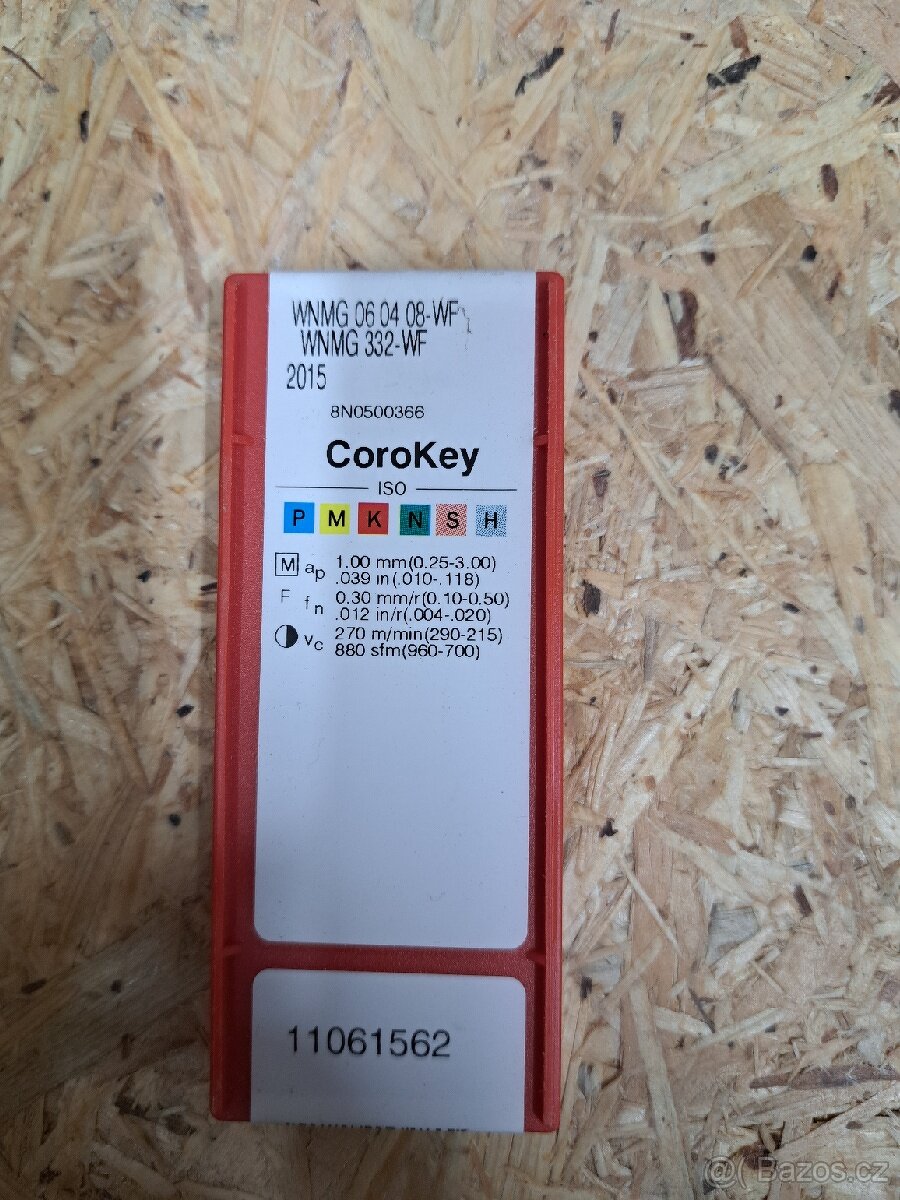 WNMG 06 04 08-WF
WNMG 332-WF
2015
8N0500366
CoroKey
ISO
P M K N S H
M ap 1.00 mm(0.25-3.00)
.039 in(.010-.118)
F fn 0.30 mm/r(0.10-0.50)
.012 in/r(.004-.020)
vc 270 m/min(290-215)
880 sfm(960-700)
11061562
@( Bazos.cz